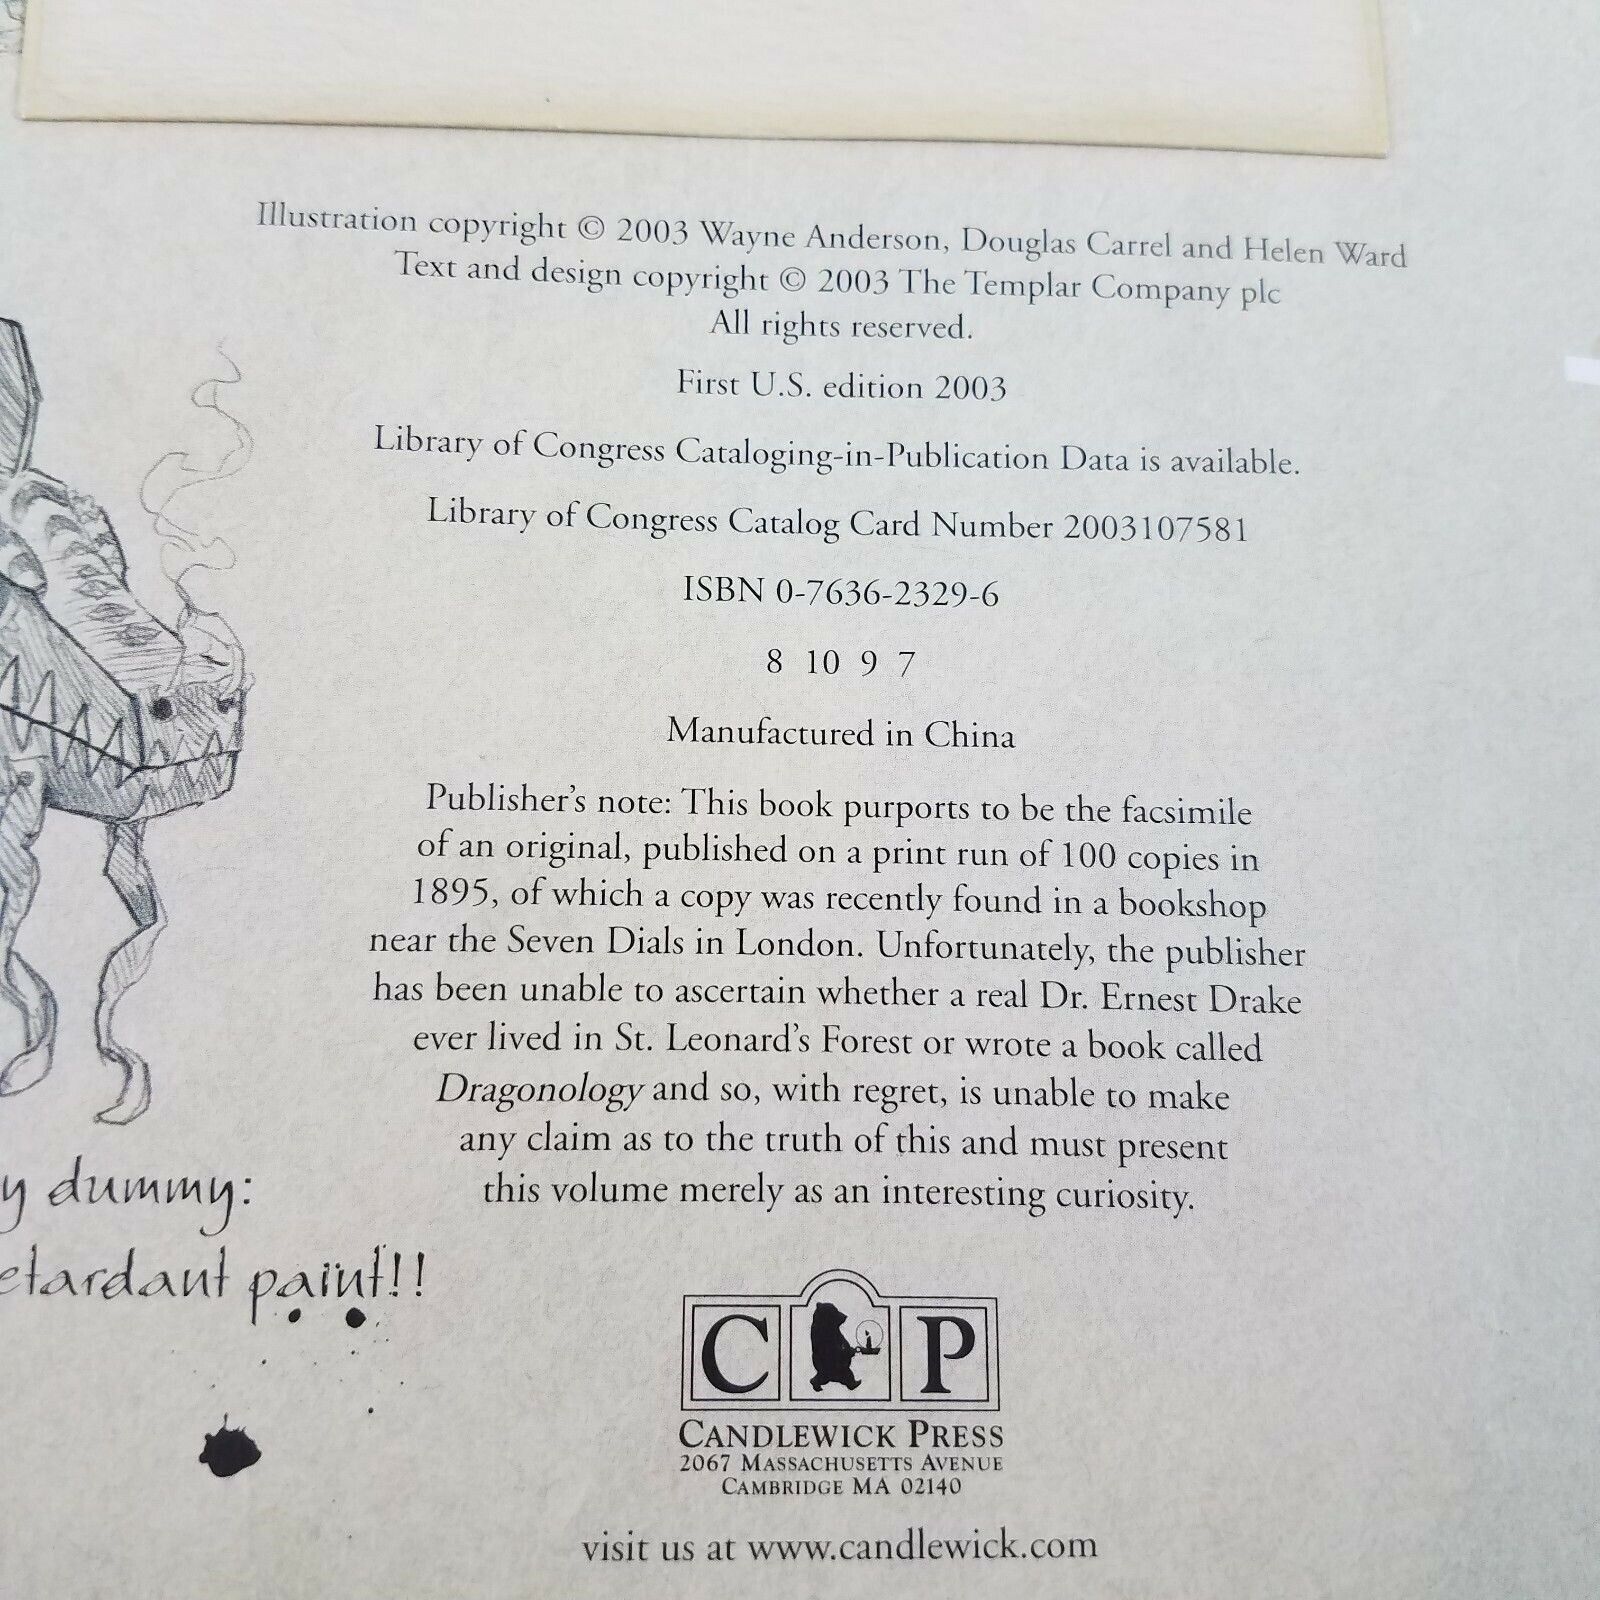 Illustration copyright © 2003 Wayne Anderson, Douglas Carrel and Helen Ward
Text and design copyright © 2003 The Templar Company plc
All rights reserved.
First U.S. edition 2003
Library of Congress Cataloging-in-Publication Data is available.
Library of Congress Catalog Card Number 2003107581
ISBN 0-7636-2329-6
8 10 9 7
Manufactured in China
Publisher's note: This book purports to be the facsimile
of an original, published on a print run of 100 copies in
1895, of which a copy was recently found in a bookshop
near the Seven Dials in London. Unfortunately, the publisher
has been unable to ascertain whether a real Dr. Ernest Drake
ever lived in St. Leonard's Forest or wrote a book called
Dragonology and so, with regret, is unable to make
any claim as to the truth of this and must present
this volume merely as an interesting curiosity.
y dummy:
etardant paint!!
C P
CANDLEWICK PRESS
2067 MASSACHUSETTS AVENUE
CAMBRIDGE MA 02140
visit us at www.candlewick.com